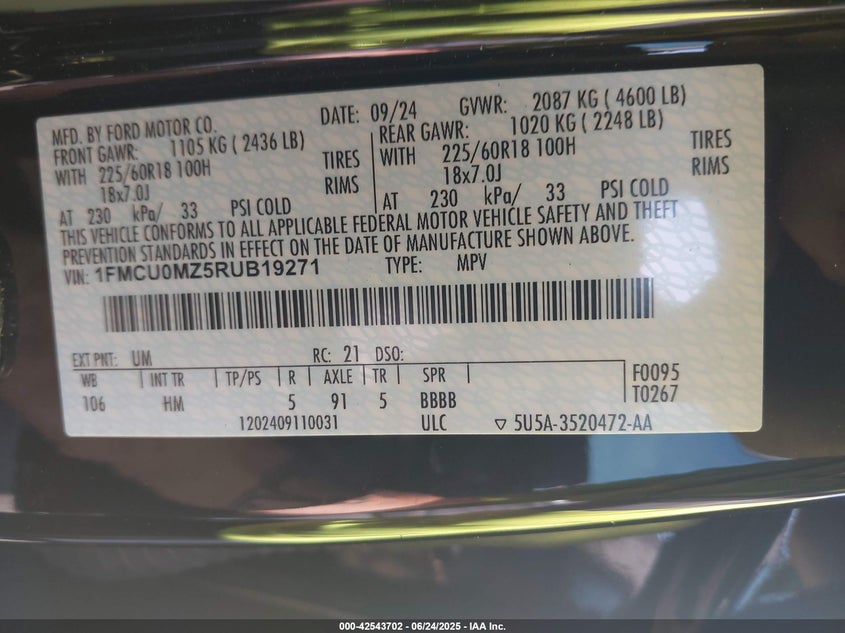 MFD. BY FORD MOTOR CO. DATE: 09/24 GVWR: 2087 KG ( 4600 LB)
FRONT GAWR: 1105 KG ( 2436 LB) REAR GAWR: 1020 KG ( 2248 LB)
WITH 225/60R18 100H TIRES WITH 225/60R18 100H TIRES
18x7.0J RIMS 18x7.0J RIMS
AT 230 kPa/ 33 PSI COLD AT 230 kPa/ 33 PSI COLD
THIS VEHICLE CONFORMS TO ALL APPLICABLE FEDERAL MOTOR VEHICLE SAFETY AND THEFT
PREVENTION STANDARDS IN EFFECT ON THE DATE OF MANUFACTURE SHOWN ABOVE.
VIN: 1FMCU0MZ5RUB19271 TYPE: MPV
EXT PNT: UM RC: 21 DSO:
WB INT TR TP/PS R AXLE TR SPR F0095
106 HM 5 91 5 BBBB T0267
1202409110031 ULC ▽ 5U5A-3520472-AA
000-42543702 - 06/24/2025 - IAA Inc.